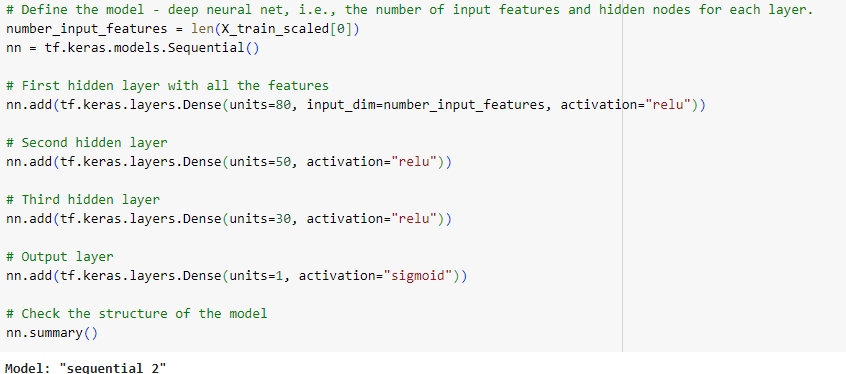 # Define the model - deep neural net, i.e., the number of input features and hidden nodes for each layer.
number_input_features = len(X_train_scaled[0])
nn = tf.keras.models.Sequential()
# First hidden layer with all the features
nn.add(tf.keras.layers.Dense(units=80, input_dim=number_input_features, activation="relu"))
# Second hidden layer
nn.add(tf.keras.layers.Dense(units=50, activation="relu"))
# Third hidden layer
nn.add(tf.keras.layers.Dense(units=30, activation="relu"))
# Output layer
nn.add(tf.keras.layers.Dense(units=1, activation="sigmoid"))
# Check the structure of the model
nn.summary()
Model: "sequential_2"